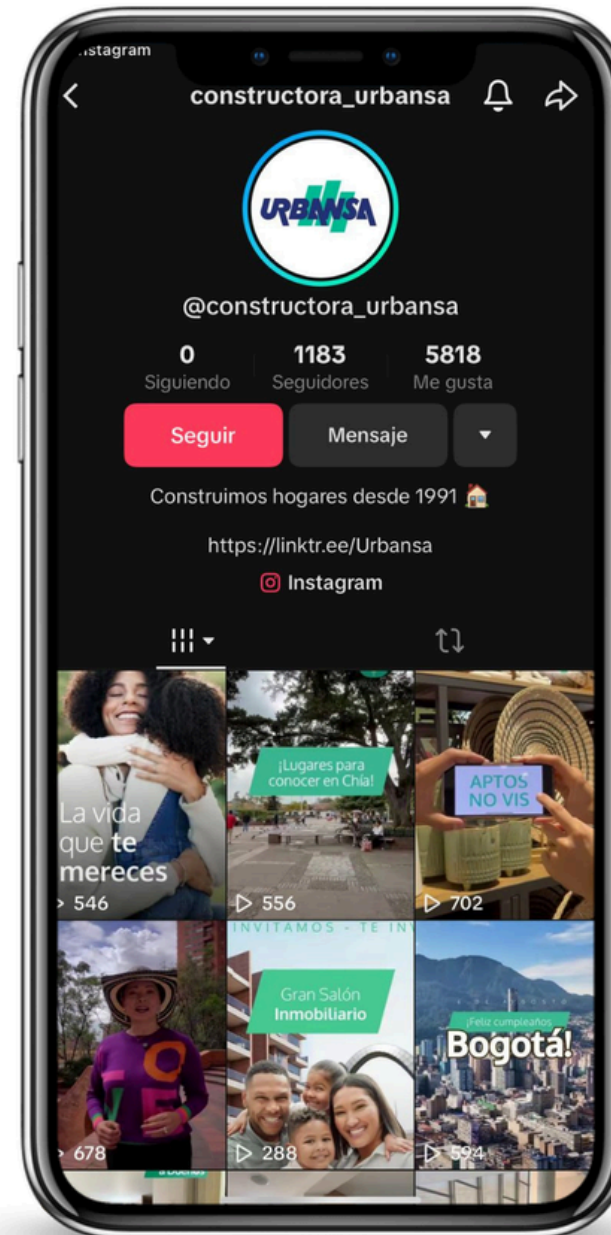 Instagram
constructora_urbansa
URBANSA
@constructora_urbansa
0 1183 5818
Siguiendo Seguidores Me gusta
Seguir Mensaje
Construimos hogares desde 1991
https://linktr.ee/Urbansa
Instagram
La vida
que te
mereces
546
¡Lugares para
conocer en Chía!
556
APTOS
NO VIS
702
LOVE
678
INVITAMOS - TE
Gran Salón
Inmobiliario
288
¡Feliz cumpleaños
Bogotá!
594